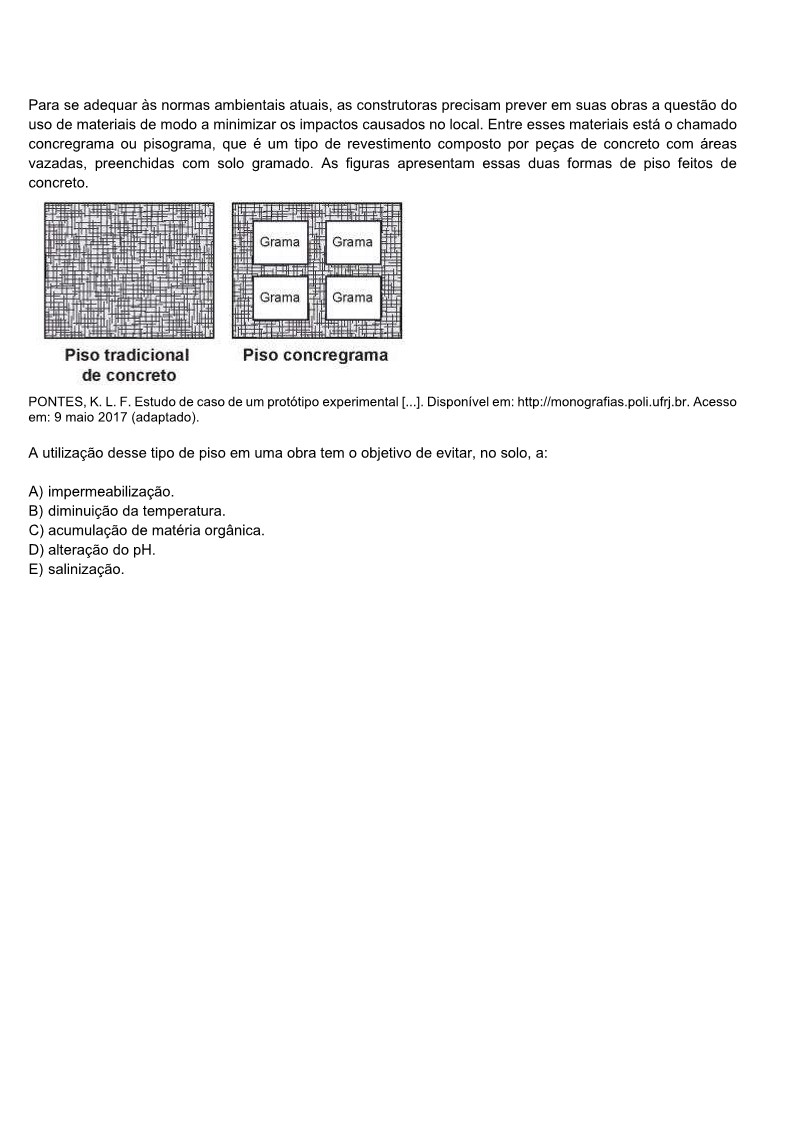 Para se adequar às normas ambientais atuais, as construtoras precisam prever em suas obras a questão do
uso de materiais de modo a minimizar os impactos causados no local. Entre esses materiais está o chamado
concregrama ou pisograma, que é um tipo de revestimento composto por peças de concreto com áreas
vazadas, preenchidas com solo gramado. As figuras apresentam essas duas formas de piso feitos de
concreto.
Grama Grama
Grama Grama
Piso tradicional
de concreto
Piso concregrama
PONTES, K. L. F. Estudo de caso de um protótipo experimental [...]. Disponível em: http://monografias.poli.ufrj.br. Acesso
em: 9 maio 2017 (adaptado).
A utilização desse tipo de piso em uma obra tem o objetivo de evitar, no solo, a:
A) impermeabilização.
B) diminuição da temperatura.
C) acumulação de matéria orgânica.
D) alteração do pH.
E) salinização.